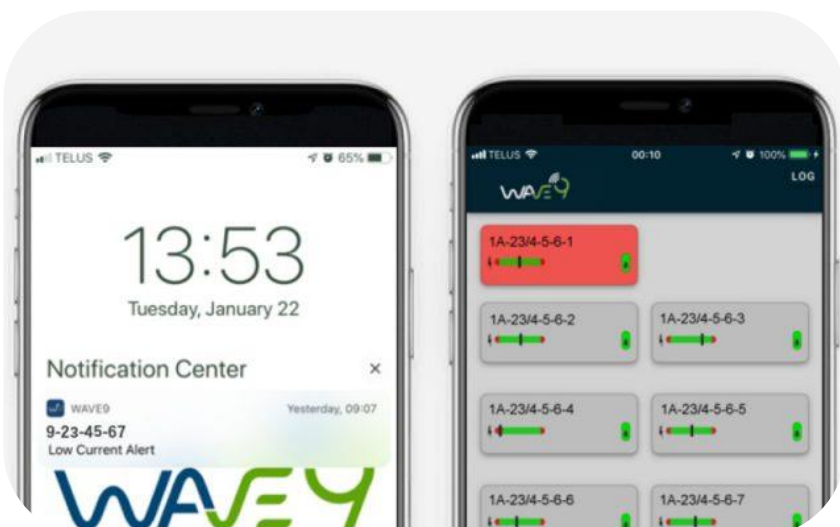 TELUS
65%
13:53
Tuesday, January 22
Notification Center
×
WAVE9
Yesterday, 09:07
9-23-45-67
Low Current Alert
WAVE9
TELUS
00:10
100%
WAVE9
LOG
1A-23/4-5-6-1
1A-23/4-5-6-2
1A-23/4-5-6-3
1A-23/4-5-6-4
1A-23/4-5-6-5
1A-23/4-5-6-6
1A-23/4-5-6-7